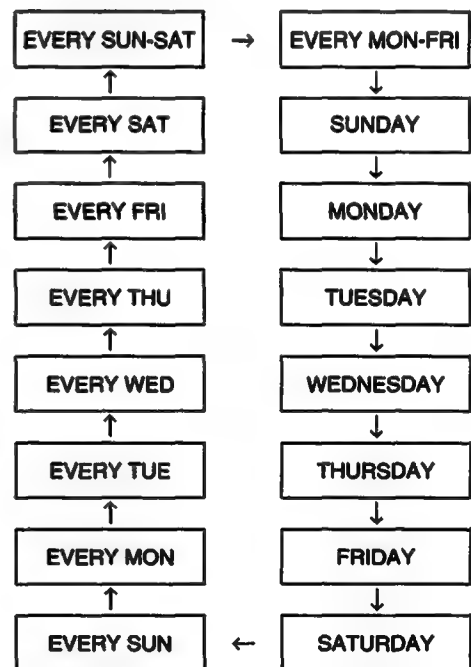 EVERY SUN-SAT → EVERY MON-FRI
↑ ↓
EVERY SAT SUNDAY
↑ ↓
EVERY FRI MONDAY
↑ ↓
EVERY THU TUESDAY
↑ ↓
EVERY WED WEDNESDAY
↑ ↓
EVERY TUE THURSDAY
↑ ↓
EVERY MON FRIDAY
↑ ↓
EVERY SUN ← SATURDAY